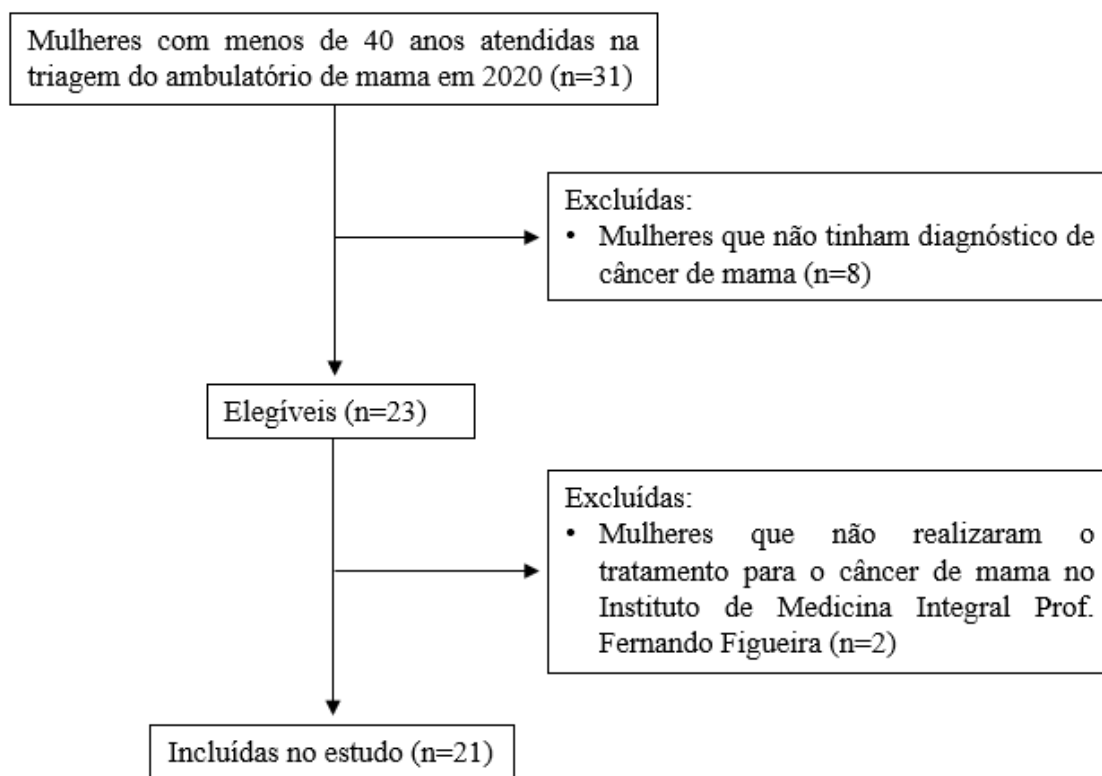 Mulheres com menos de 40 anos atendidas na
triagem do ambulatório de mama em 2020 (n=31)
Excluídas:
• Mulheres que não tinham diagnóstico de
câncer de mama (n=8)
Elegíveis (n=23)
Excluídas:
• Mulheres que não realizaram o
tratamento para o câncer de mama no
Instituto de Medicina Integral Prof.
Fernando Figueira (n=2)
Incluídas no estudo (n=21)